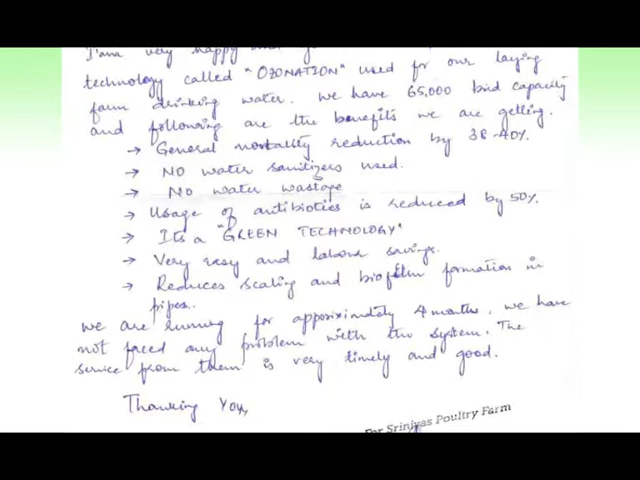 I'am very happy and
technology called "OZONATION" used for our laying
farm drinking water. We have 65,000 bird capacity
and following are the benefits we are getting.
→ General mortality reduction by 38-40%.
→ NO water sanitizers used.
→ NO water wastage
→ Usage of antibiotics is reduced by 50%.
→ Its a "GREEN TECHNOLOGY"
→ Very easy and labour savings.
→ Reduces scaling and biofilm formation in
pipes..
We are running for approximately 4 months, we have
not faced any problem with the system. The
service from them is very timely and good.
Thanking You,
For Srinivas Poultry Farm